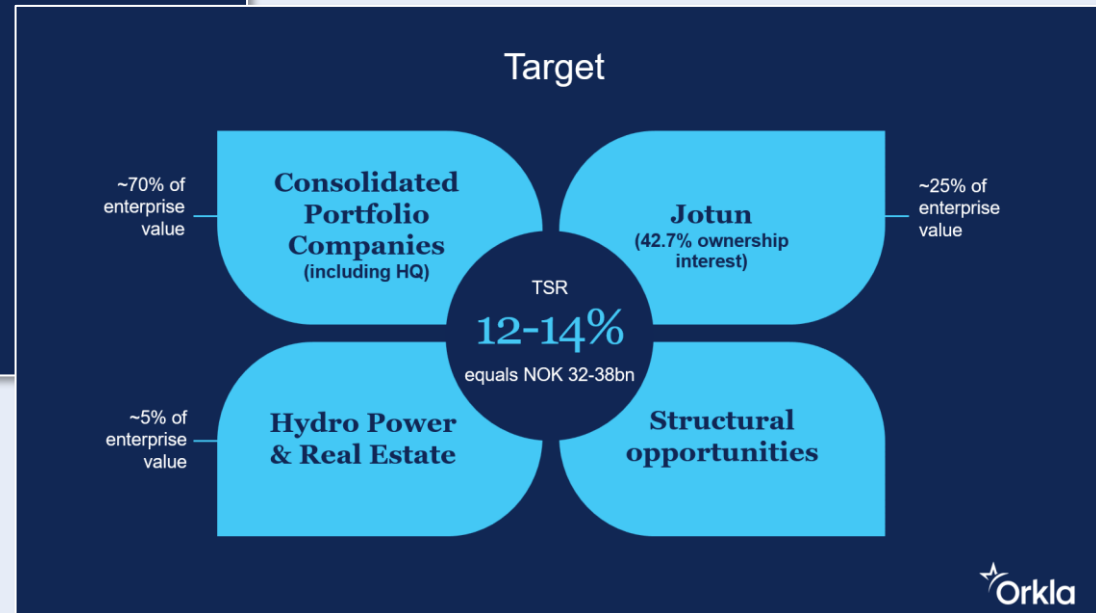 Target
~70% of
enterprise
value
Consolidated
Portfolio
Companies
(including HQ)
Jotun
(42.7% ownership
interest)
~25% of
enterprise
value
TSR
12-14%
equals NOK 32-38bn
~5% of
enterprise
value
Hydro Power
& Real Estate
Structural
opportunities
Orkla